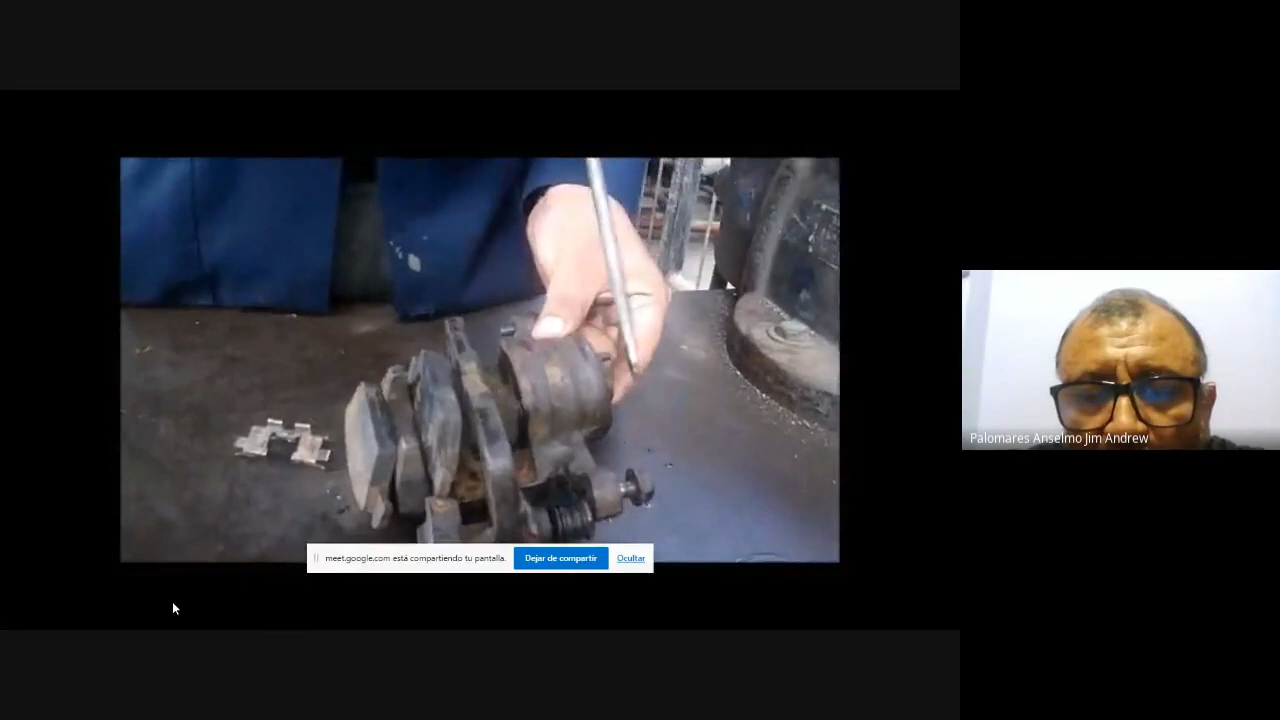 meet.google.com está compartiendo tu pantalla.
Dejar de compartir
Ocultar
Palomares Anselmo Jim Andrew